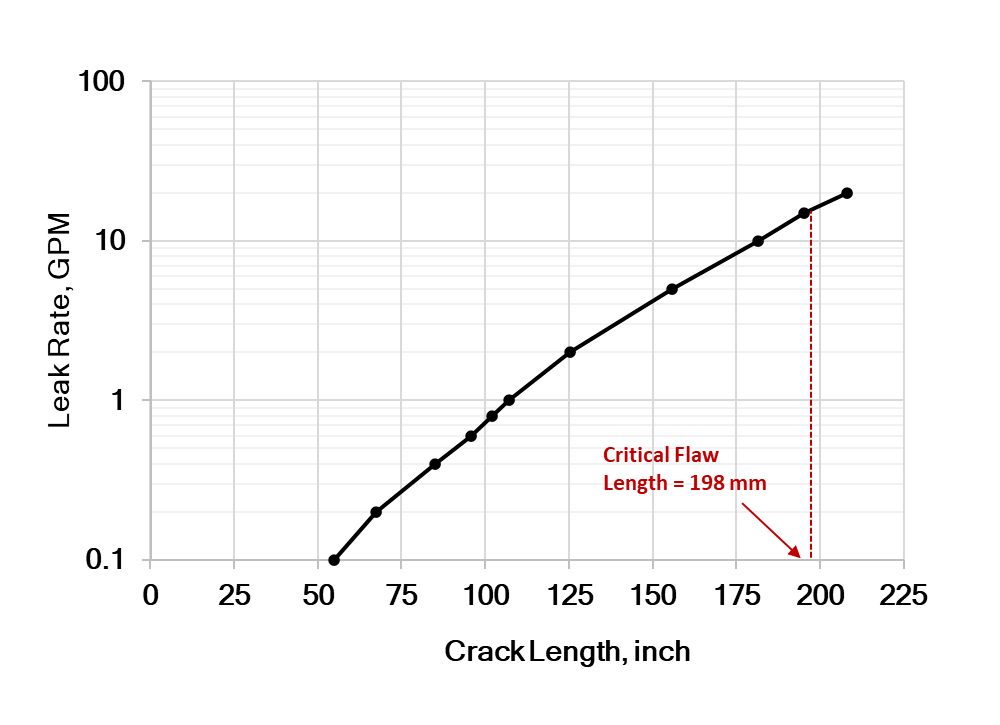 100
10
1
0.1
Leak Rate, GPM
Critical Flaw
Length = 198 mm
0 25 50 75 100 125 150 175 200 225
Crack Length, inch